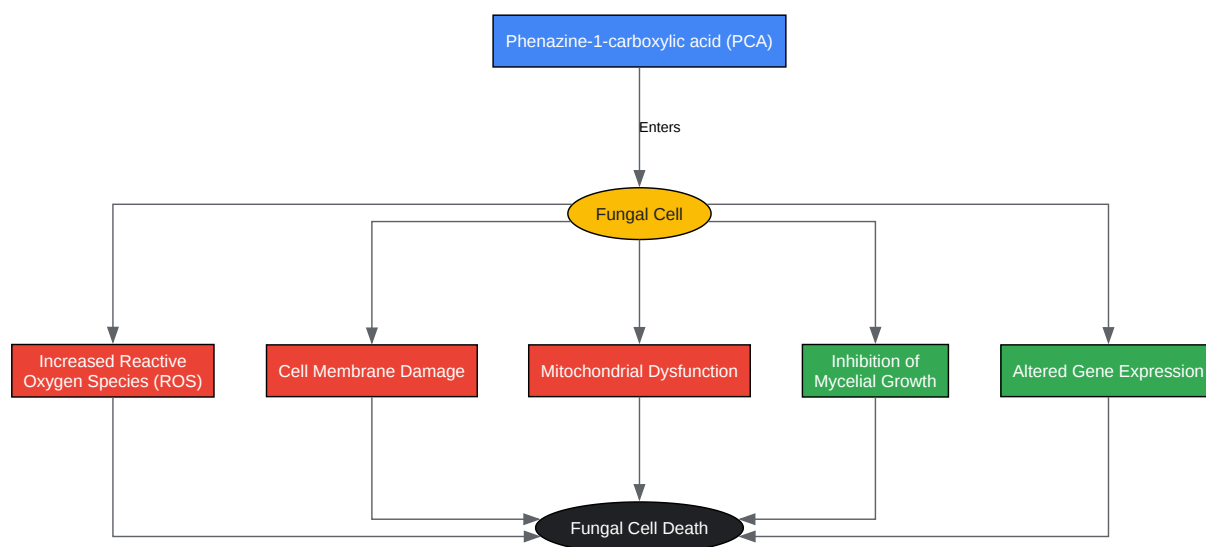 Phenazine-1-carboxylic acid (PCA)
Enters
Fungal Cell
Increased Reactive
Oxygen Species (ROS)
Cell Membrane Damage
Mitochondrial Dysfunction
Inhibition of
Mycelial Growth
Altered Gene Expression
Fungal Cell Death